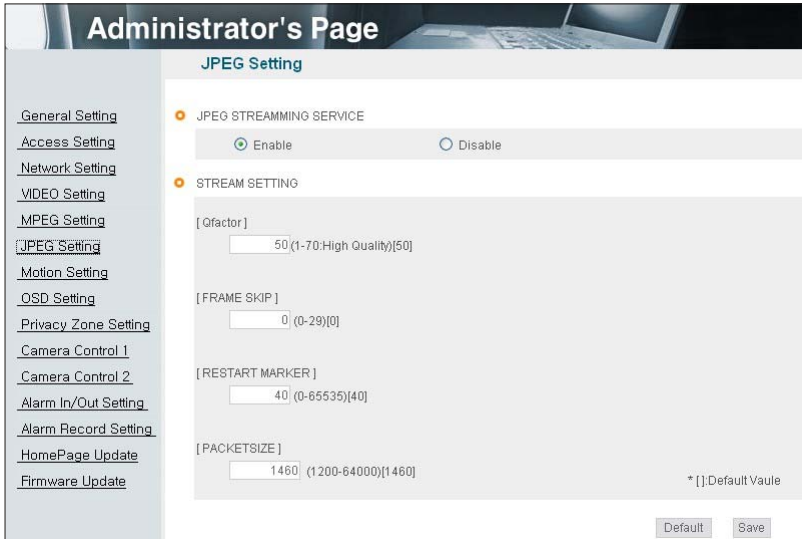 Administrator's Page
JPEG Setting
General Setting
Access Setting
Network Setting
VIDEO Setting
MPEG Setting
JPEG Setting
Motion Setting
OSD Setting
Privacy Zone Setting
Camera Control 1
Camera Control 2
Alarm In/Out Setting
Alarm Record Setting
HomePage Update
Firmware Update
JPEG STREAMMING SERVICE
Enable Disable
STREAM SETTING
[ Qfactor ]
50 (1-70:High Quality)[50]
[ FRAME SKIP ]
0 (0-29)[0]
[ RESTART MARKER ]
40 (0-65535)[40]
[ PACKETSIZE ]
1460 (1200-64000)[1460]
* [ ]:Default Vaule
Default Save